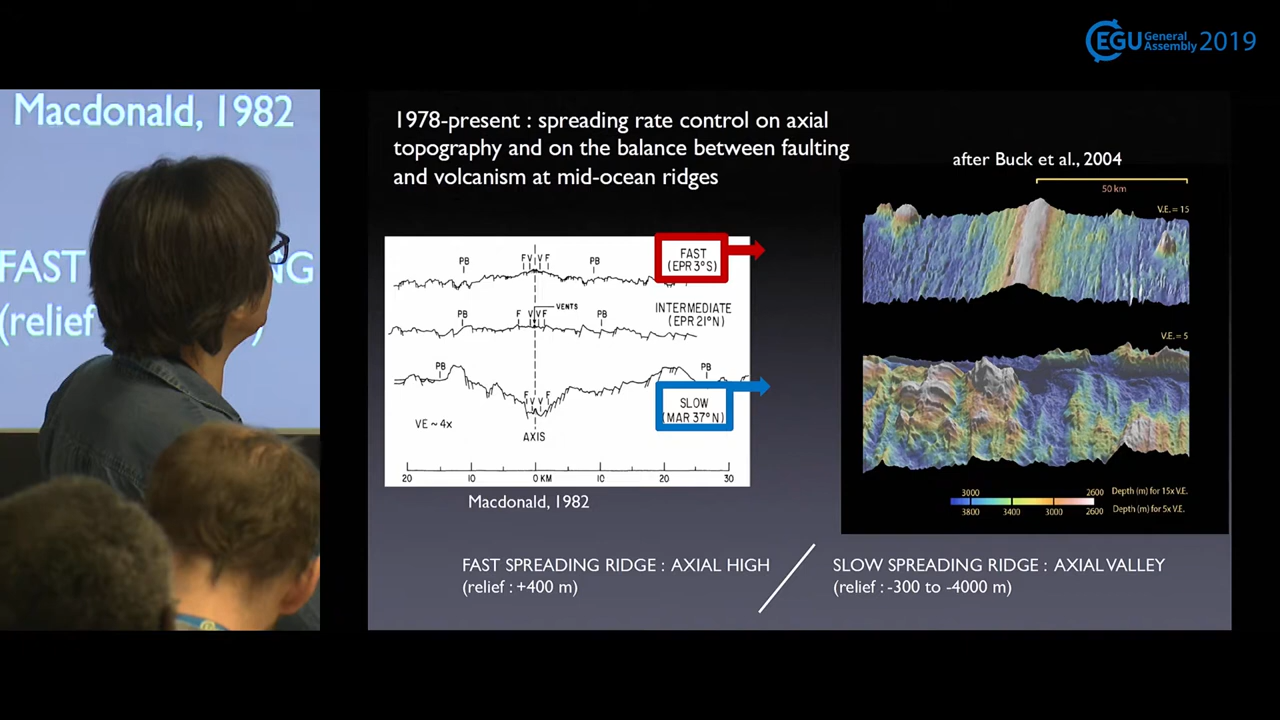 EGU General Assembly 2019
Macdonald, 1982
FAST
NG
(relief
1978-present : spreading rate control on axial
topography and on the balance between faulting
and volcanism at mid-ocean ridges
after Buck et al., 2004
50 km
V.E. = 15
V.E. = 5
PB
F V V F
PB
FAST
(EPR 3°S)
VENTS
PB
F V V F
PB
INTERMEDIATE
(EPR 21°N)
PB
F V V F
PB
SLOW
(MAR 37°N)
VE ~ 4x
AXIS
20 10 0 KM 10 20 30
Macdonald, 1982
3000 2600 Depth (m) for 15x V.E.
3800 3400 3000 2600 Depth (m) for 5x V.E.
FAST SPREADING RIDGE : AXIAL HIGH
(relief : +400 m)
SLOW SPREADING RIDGE : AXIAL VALLEY
(relief : -300 to -4000 m)